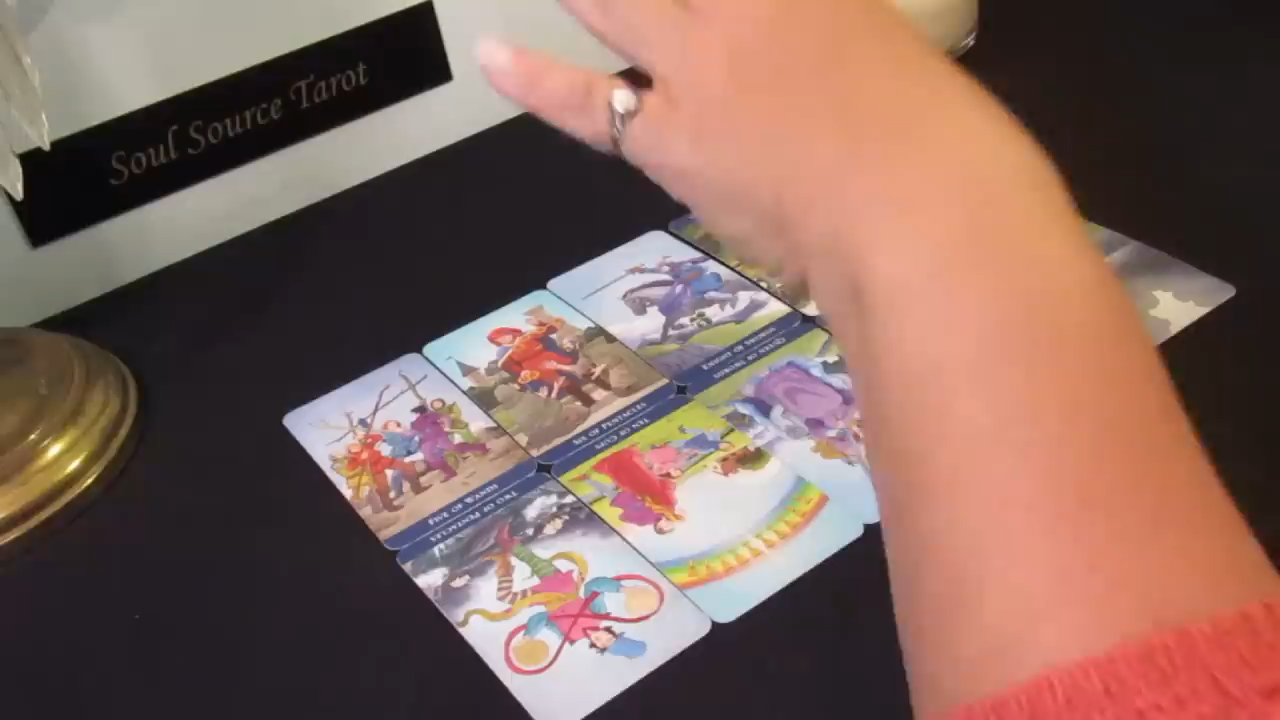 Soul Source Tarot
FIVE OF WANDS
TWO OF PENTACLES
SIX OF PENTACLES
TEN OF CUPS
KNIGHT OF SWORDS
QUEEN OF SWORDS